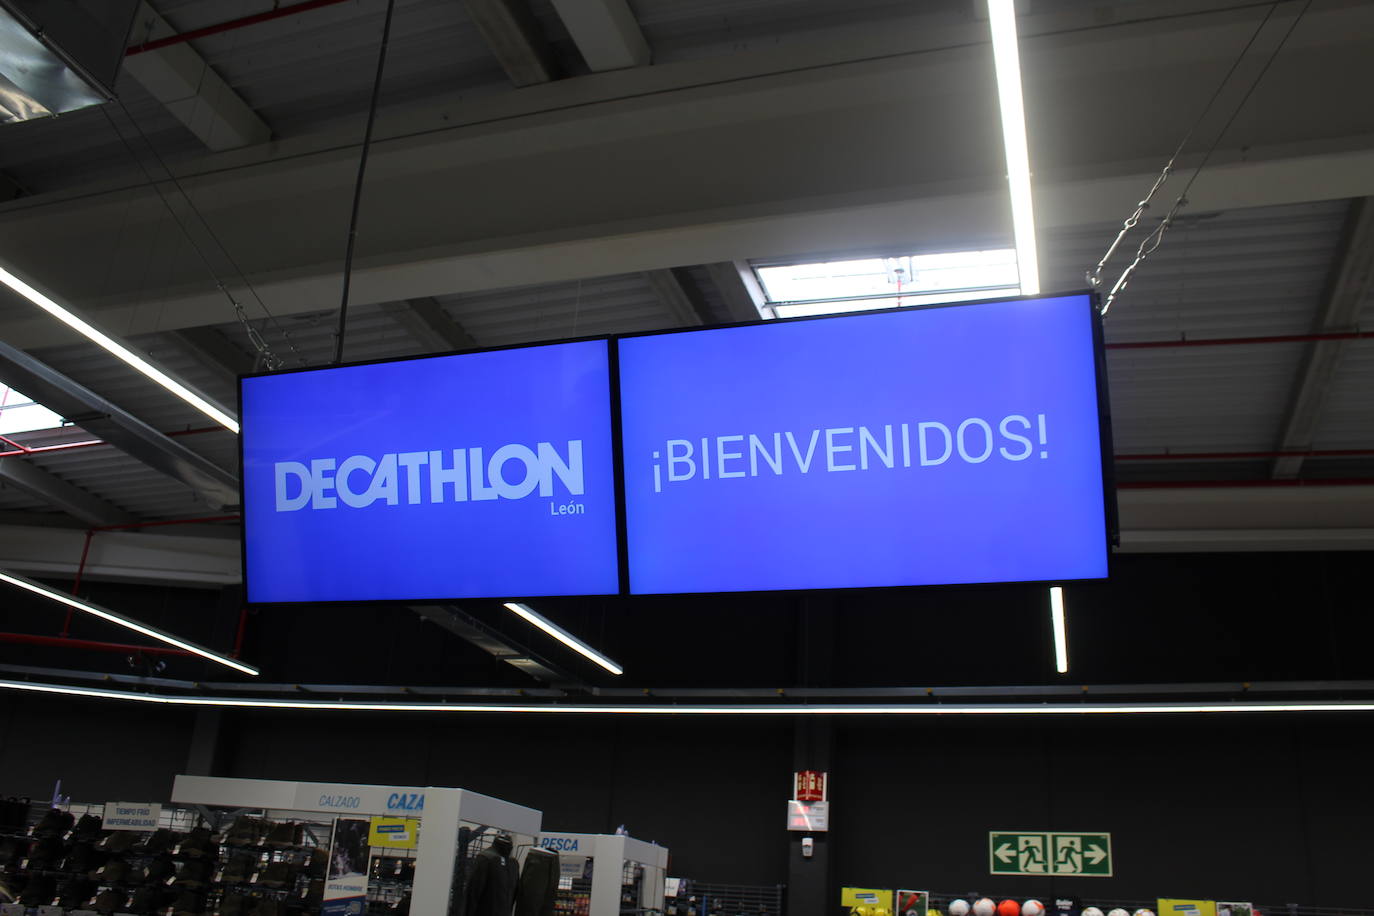 DECATHLON
León
¡BIENVENIDOS!
CALZADO
CAZA
TIEMPO FRÍO
IMPERMEABILIDAD
PESCA